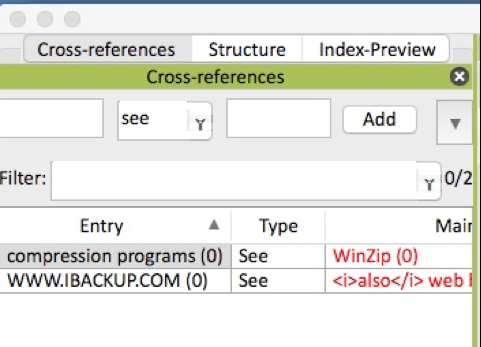 Cross-references Structure Index-Preview
Cross-references
see Add
Filter: 0/2
Entry Type Main
compression programs (0) See WinZip (0)
WWW.IBACKUP.COM (0) See <i>also</i> web